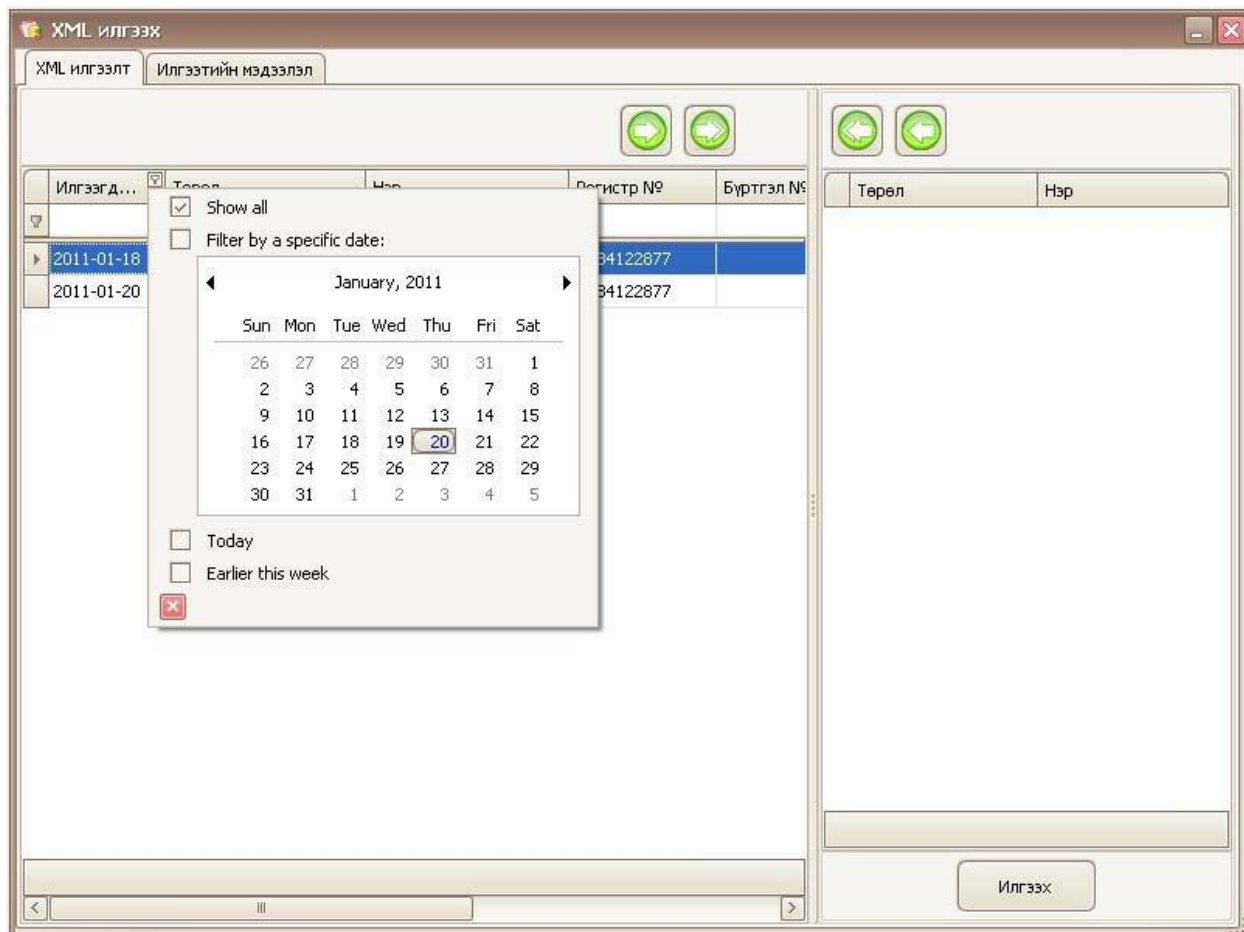 XML илгээх
XML илгээлт Илгээтийн мэдээлэл
Илгээгд... Төрөл Нэр Регистр № Бүртгэл №
Төрөл Нэр
Show all
Filter by a specific date:
2011-01-18 34122877
2011-01-20 34122877
January, 2011
Sun Mon Tue Wed Thu Fri Sat
26 27 28 29 30 31 1
2 3 4 5 6 7 8
9 10 11 12 13 14 15
16 17 18 19 20 21 22
23 24 25 26 27 28 29
30 31 1 2 3 4 5
Today
Earlier this week
Илгээх